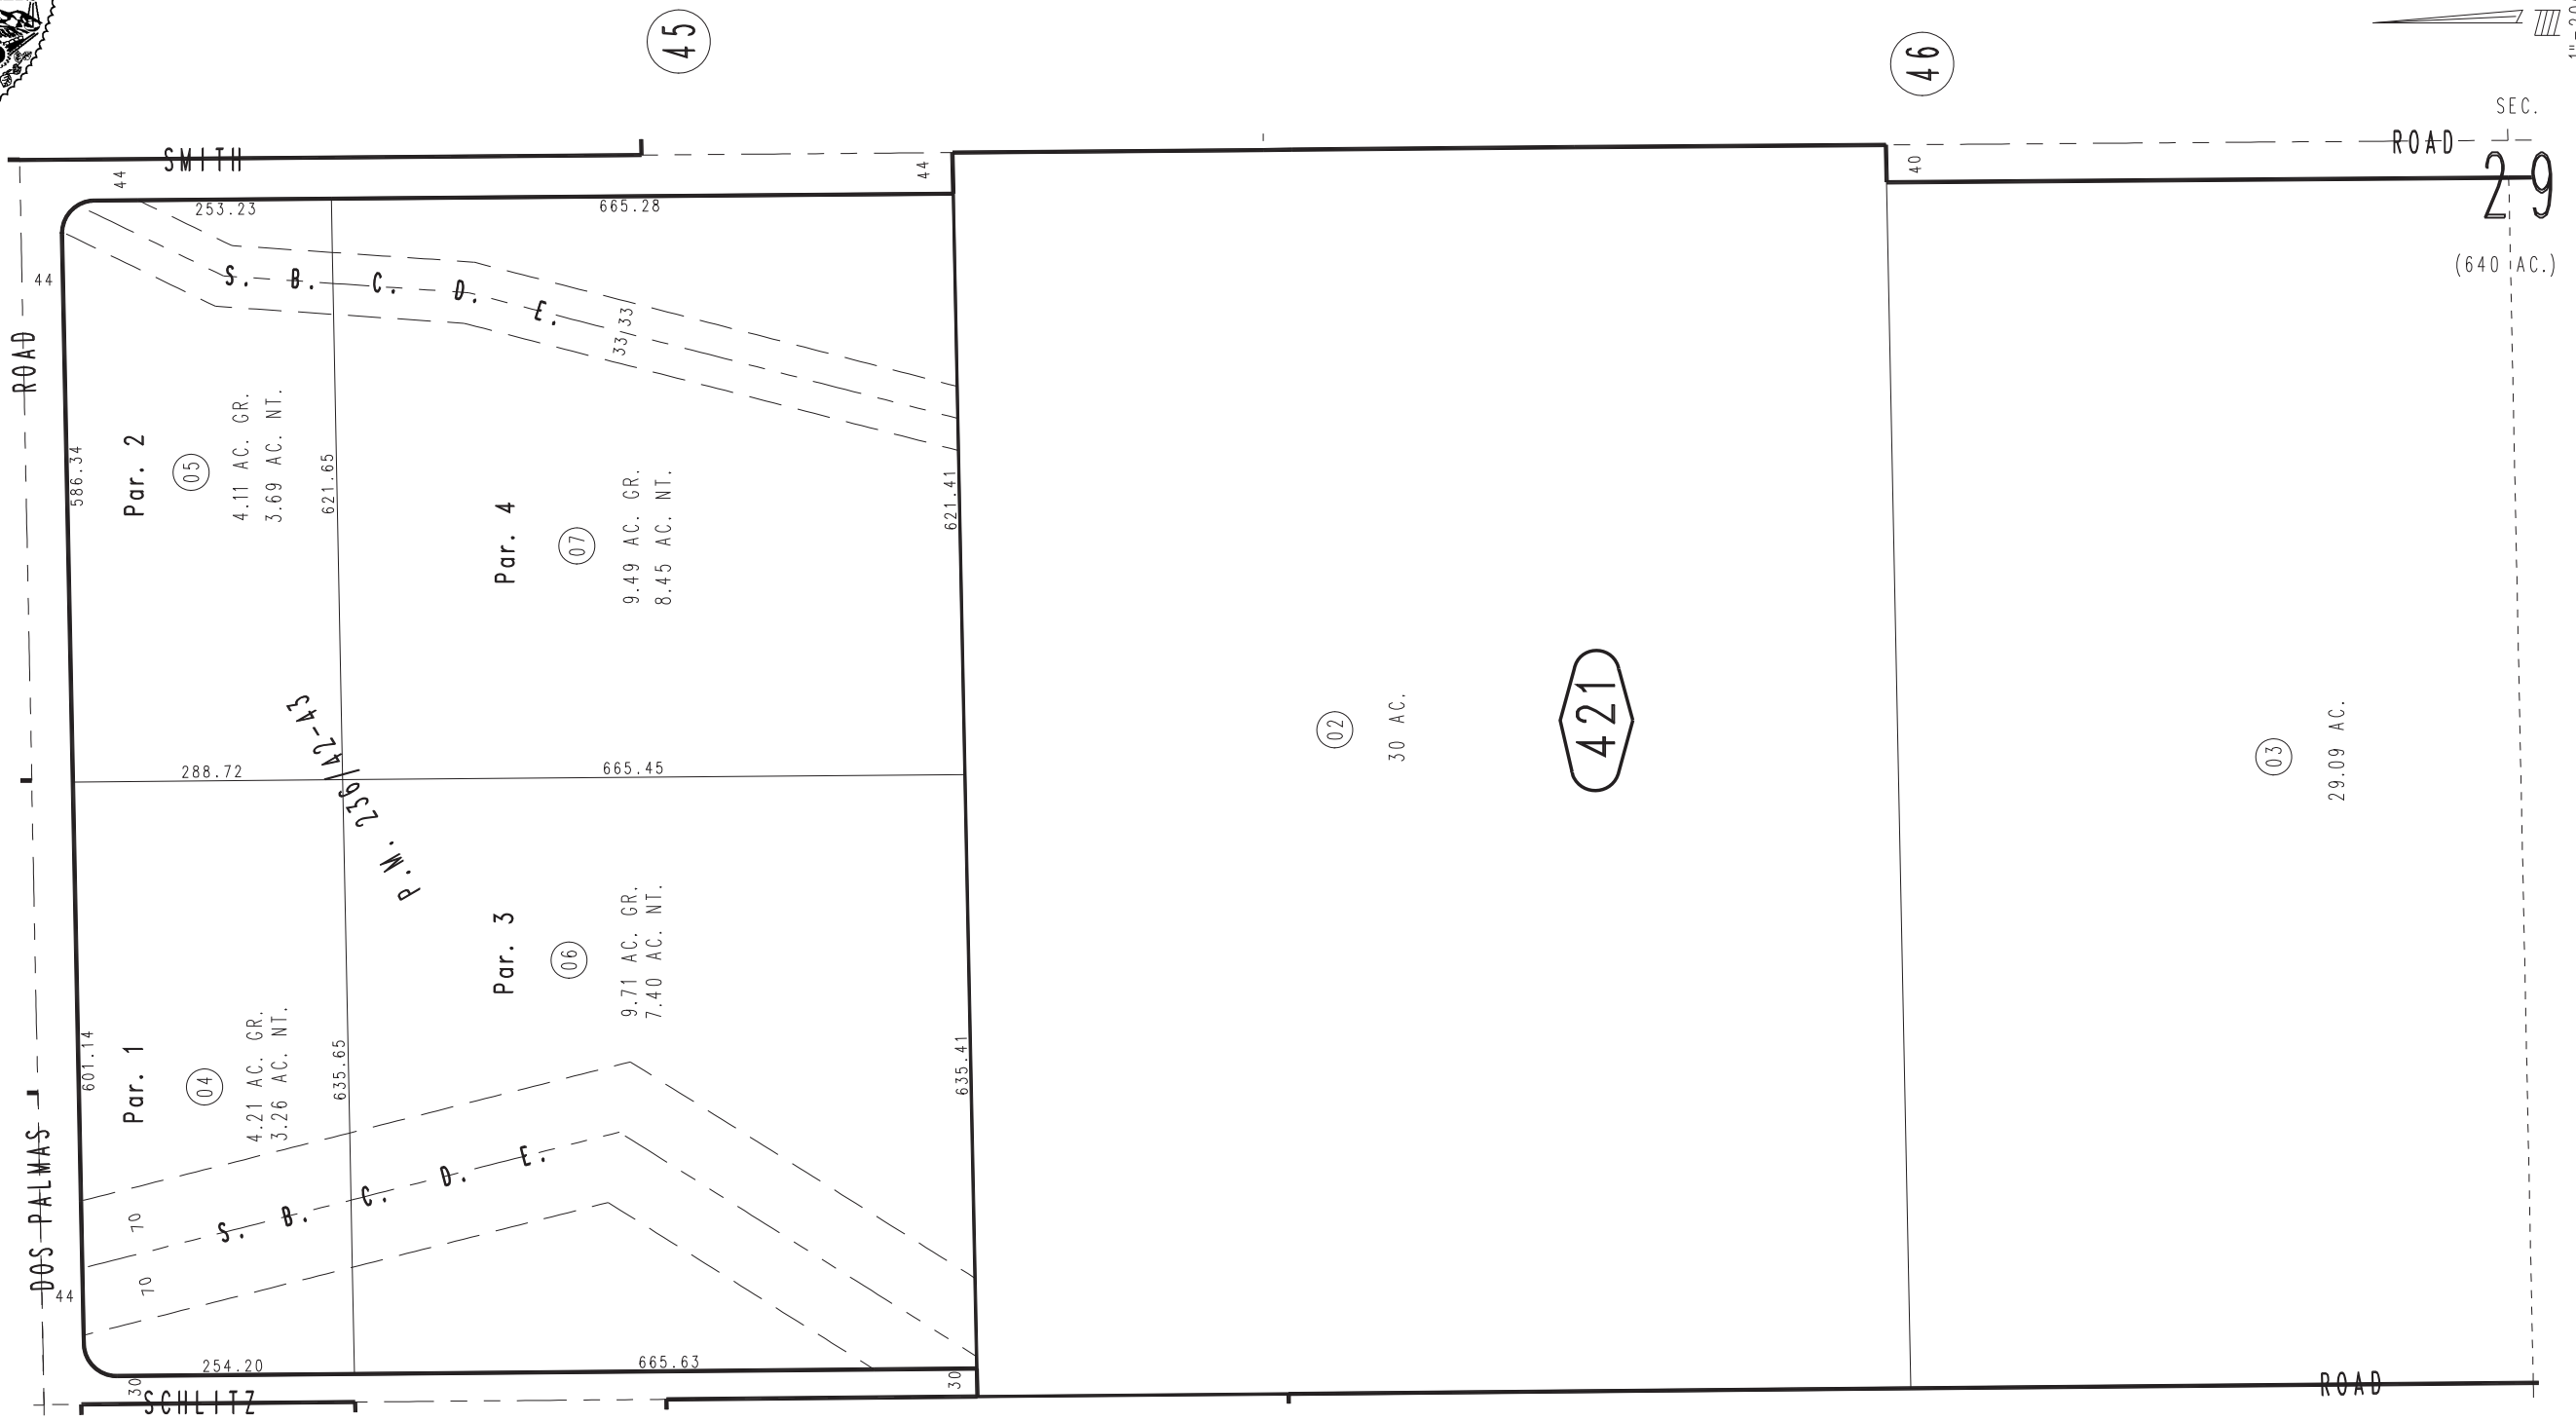 45
46
1"=20
SEC.
SMITH
ROAD
29
(640 AC.)
44
44
40
253.23
665.28
44
S. B. C. D. E.
33
33
ROAD
586.34
Par. 2
05
4.11 AC. GR.
3.69 AC. NT.
621.65
Par. 4
07
9.49 AC. GR.
8.45 AC. NT.
621.41
P.M. 236/42-43
288.72
665.45
02
30 AC.
421
03
29.09 AC.
601.14
Par. 1
04
4.21 AC. GR.
3.26 AC. NT.
635.65
Par. 3
06
9.71 AC. GR.
7.40 AC. NT.
635.41
DOS PALMAS
70
70
S. B. C. D. E.
44
254.20
665.63
30
30
SCHLITZ
ROAD